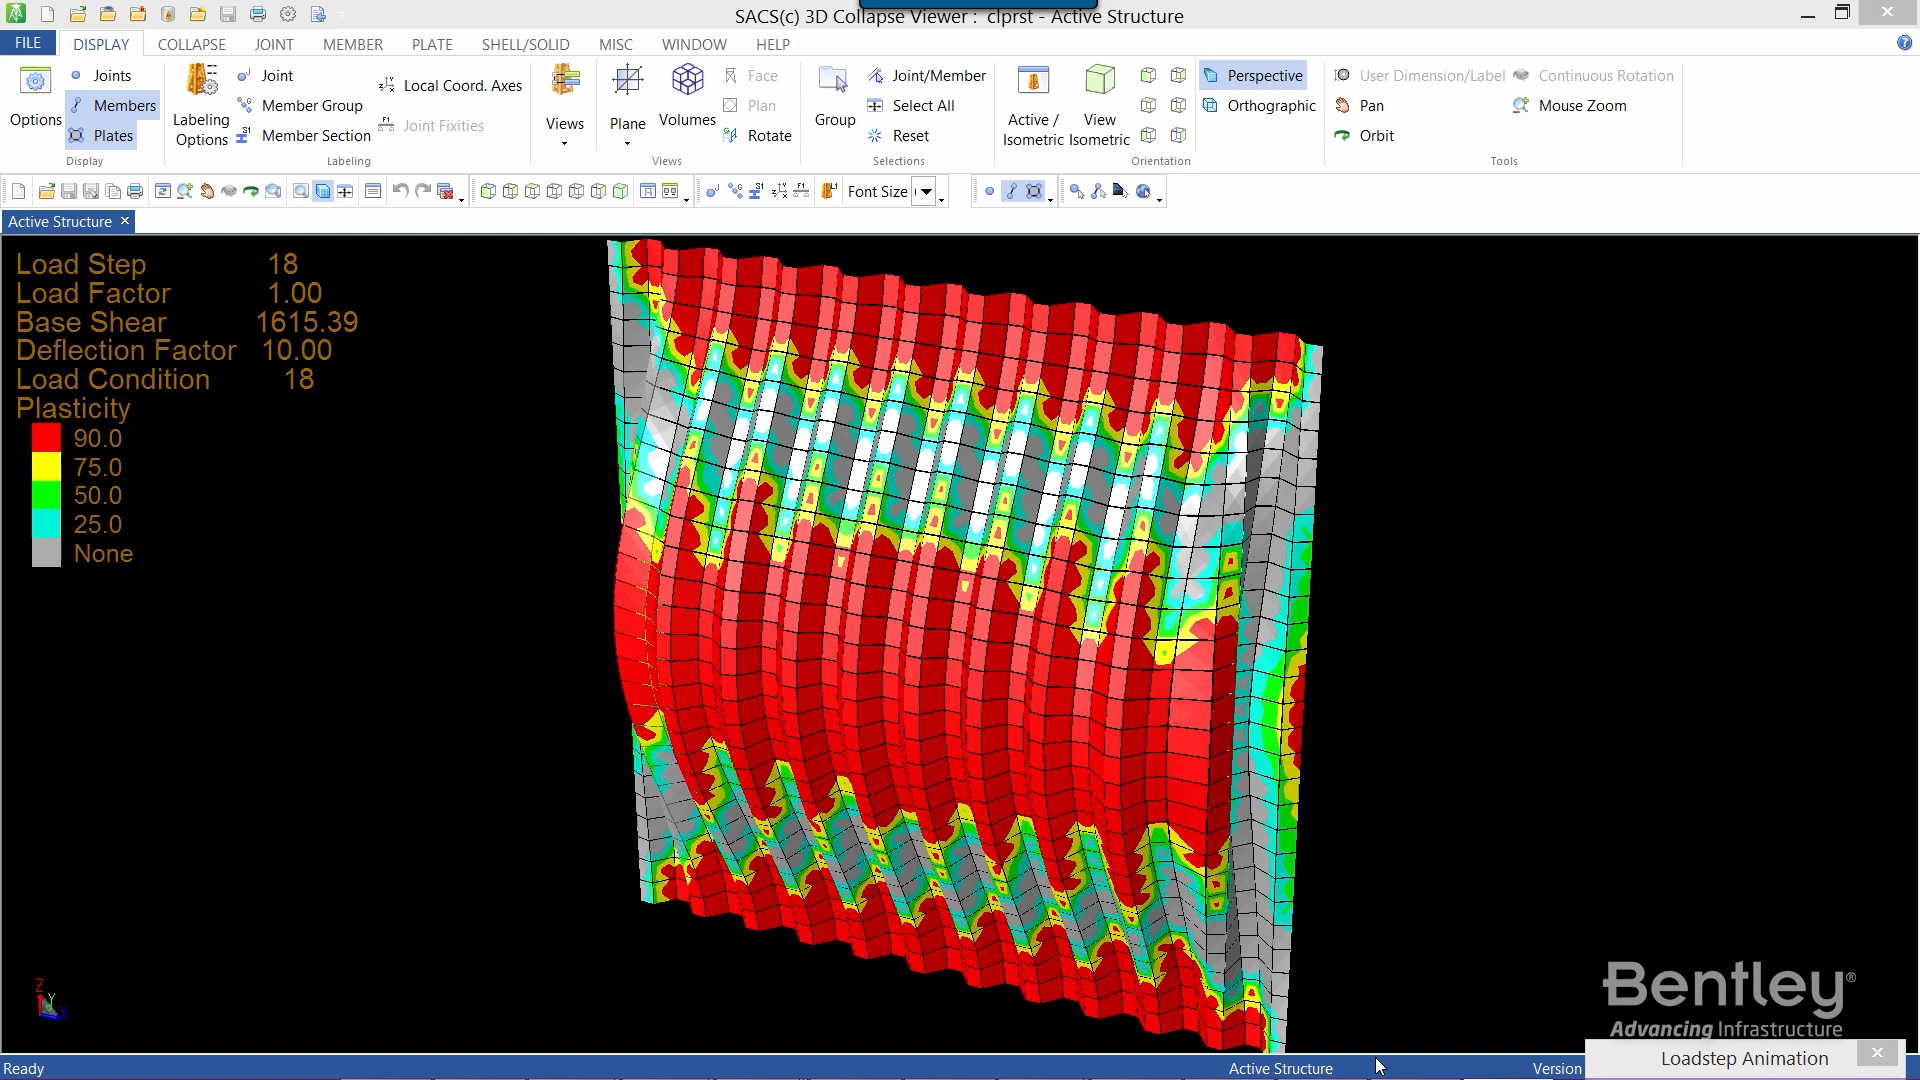 SACS(c) 3D Collapse Viewer : clprst - Active Structure
FILE DISPLAY COLLAPSE JOINT MEMBER PLATE SHELL/SOLID MISC WINDOW HELP
Options
Joints
Members
Plates
Display
Labeling
Options
Joint
Member Group
Member Section
Local Coord. Axes
Joint Fixities
Labeling
Views
Plane
Volumes
Face
Plan
Rotate
Views
Group
Joint/Member
Select All
Reset
Selections
Active /
Isometric
View
Isometric
Perspective
Orthographic
Orientation
User Dimension/Label
Pan
Orbit
Continuous Rotation
Mouse Zoom
Tools
Font Size
Active Structure
Load Step 18
Load Factor 1.00
Base Shear 1615.39
Deflection Factor 10.00
Load Condition 18
Plasticity
90.0
75.0
50.0
25.0
None
Z
Y
X
Bentley®
Advancing Infrastructure
Loadstep Animation
Ready Active Structure Version